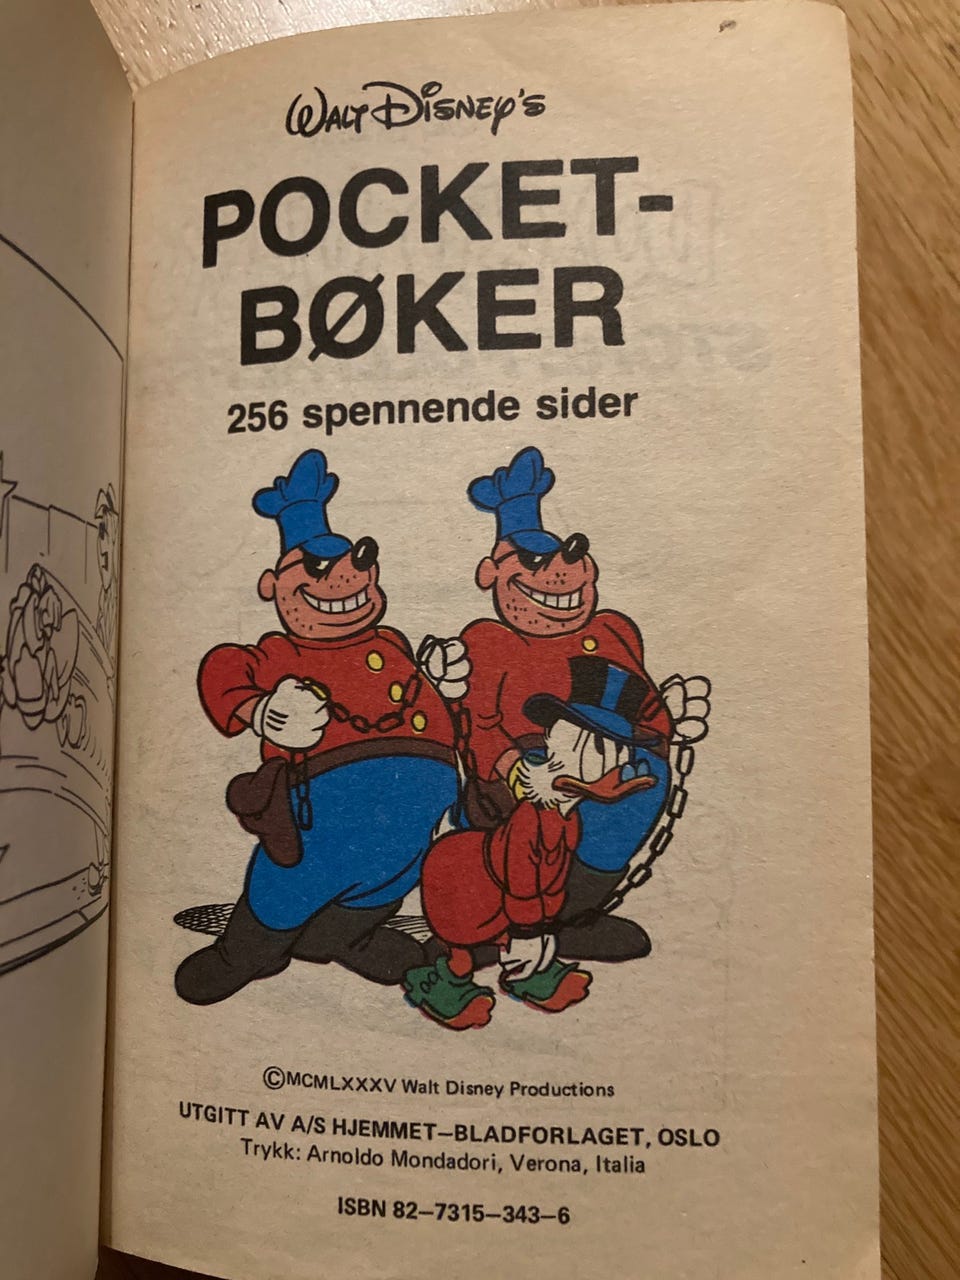 Walt Disney's
POCKET-
BØKER
256 spennende sider
©MCMLXXXV Walt Disney Productions
UTGITT AV A/S HJEMMET–BLADFORLAGET, OSLO
Trykk: Arnoldo Mondadori, Verona, Italia
ISBN 82–7315–343–6